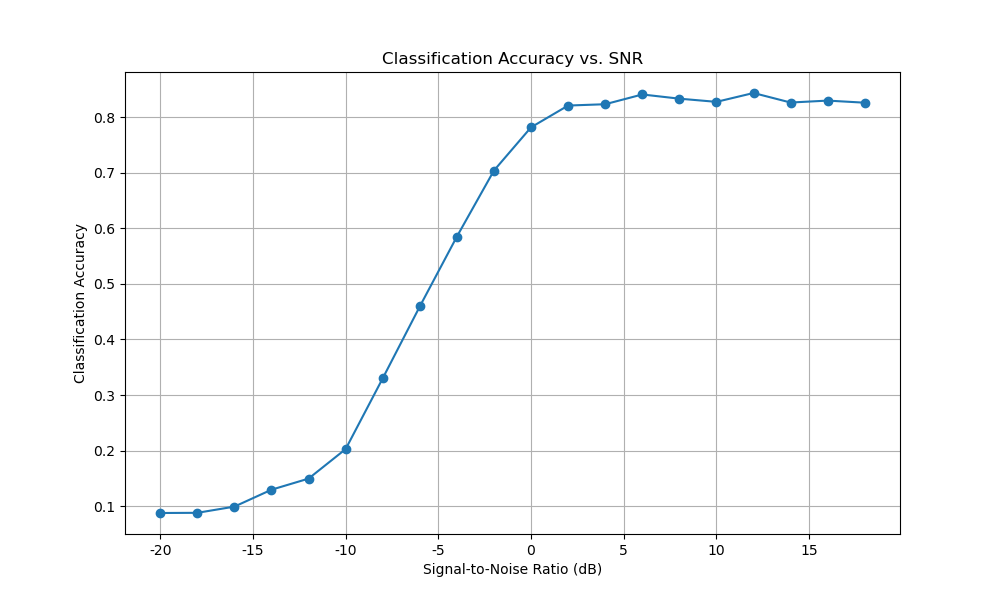 Classification Accuracy vs. SNR
Classification Accuracy
0.8
0.7
0.6
0.5
0.4
0.3
0.2
0.1
-20 -15 -10 -5 0 5 10 15
Signal-to-Noise Ratio (dB)